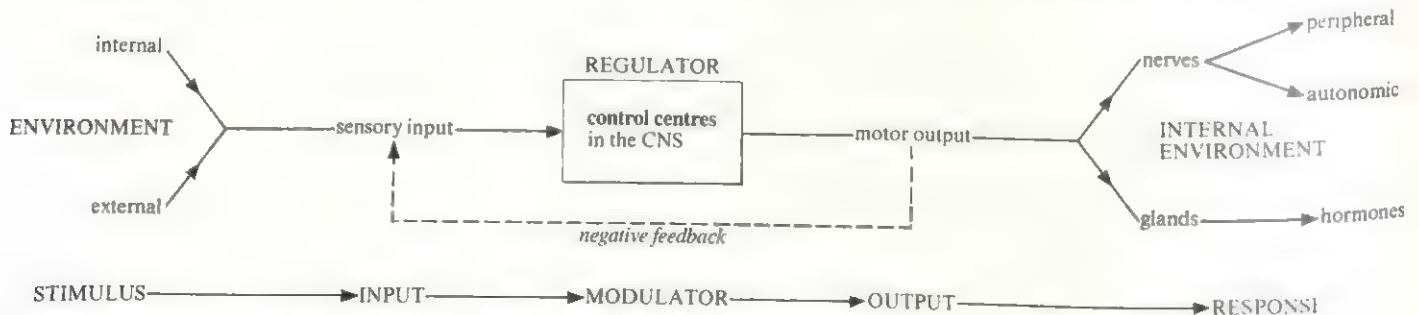 internal
ENVIRONMENT
external
sensory input
REGULATOR
control centres
in the CNS
motor output
negative feedback
nerves
peripheral
autonomic
INTERNAL
ENVIRONMENT
glands
hormones
STIMULUS
INPUT
MODULATOR
OUTPUT
RESPONSI